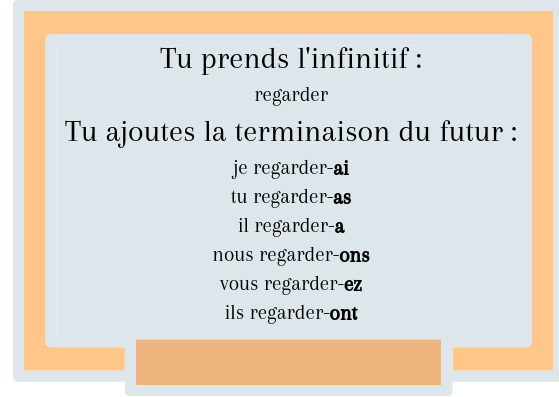 Tu prends l'infinitif :
regarder
Tu ajoutes la terminaison du futur :
je regarder-ai
tu regarder-as
il regarder-a
nous regarder-ons
vous regarder-ez
ils regarder-ont